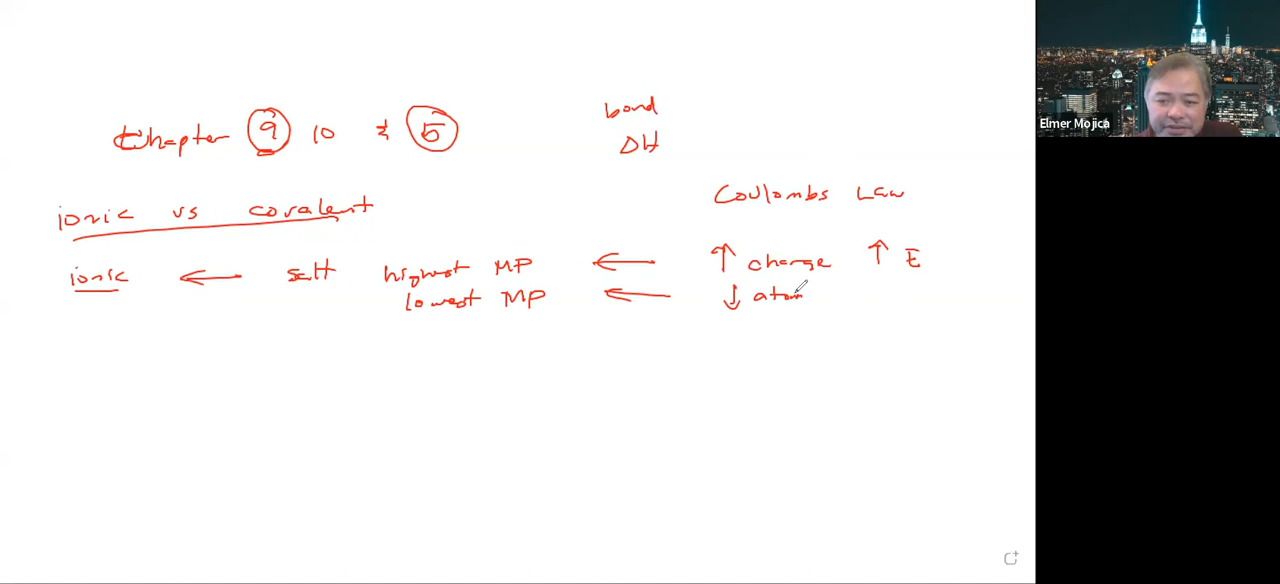 bond
Chapter 9 10 & 5
ΔH
Coulombs Law
ionic vs covalent
ionic ← salt highest MP ← ↑ charge ↑ E
lowest MP ← ↓ atom
Elmer Mojica